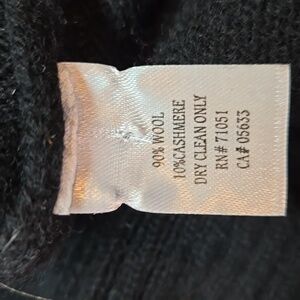 90% WOOL
10%CASHMERE
DRY CLEAN ONLY
RN# 71051
CA# 05633